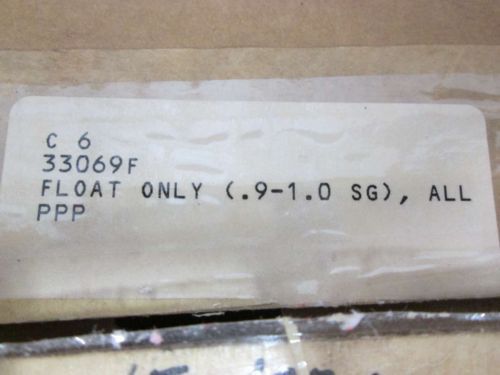 C 6
33069F
FLOAT ONLY (.9-1.0 SG), ALL
PPP